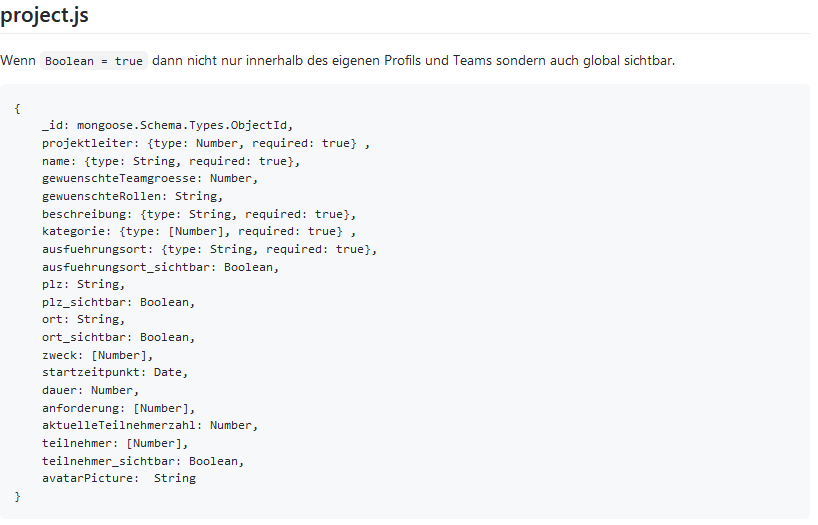 project.js
Wenn Boolean = true dann nicht nur innerhalb des eigenen Profils und Teams sondern auch global sichtbar.
{
    _id: mongoose.Schema.Types.ObjectId,
    projektleiter: {type: Number, required: true} ,
    name: {type: String, required: true},
    gewuenschteTeamgroesse: Number,
    gewuenschteRollen: String,
    beschreibung: {type: String, required: true},
    kategorie: {type: [Number], required: true} ,
    ausfuehrungsort: {type: String, required: true},
    ausfuehrungsort_sichtbar: Boolean,
    plz: String,
    plz_sichtbar: Boolean,
    ort: String,
    ort_sichtbar: Boolean,
    zweck: [Number],
    startzeitpunkt: Date,
    dauer: Number,
    anforderung: [Number],
    aktuelleTeilnehmerzahl: Number,
    teilnehmer: [Number],
    teilnehmer_sichtbar: Boolean,
    avatarPicture:  String
}